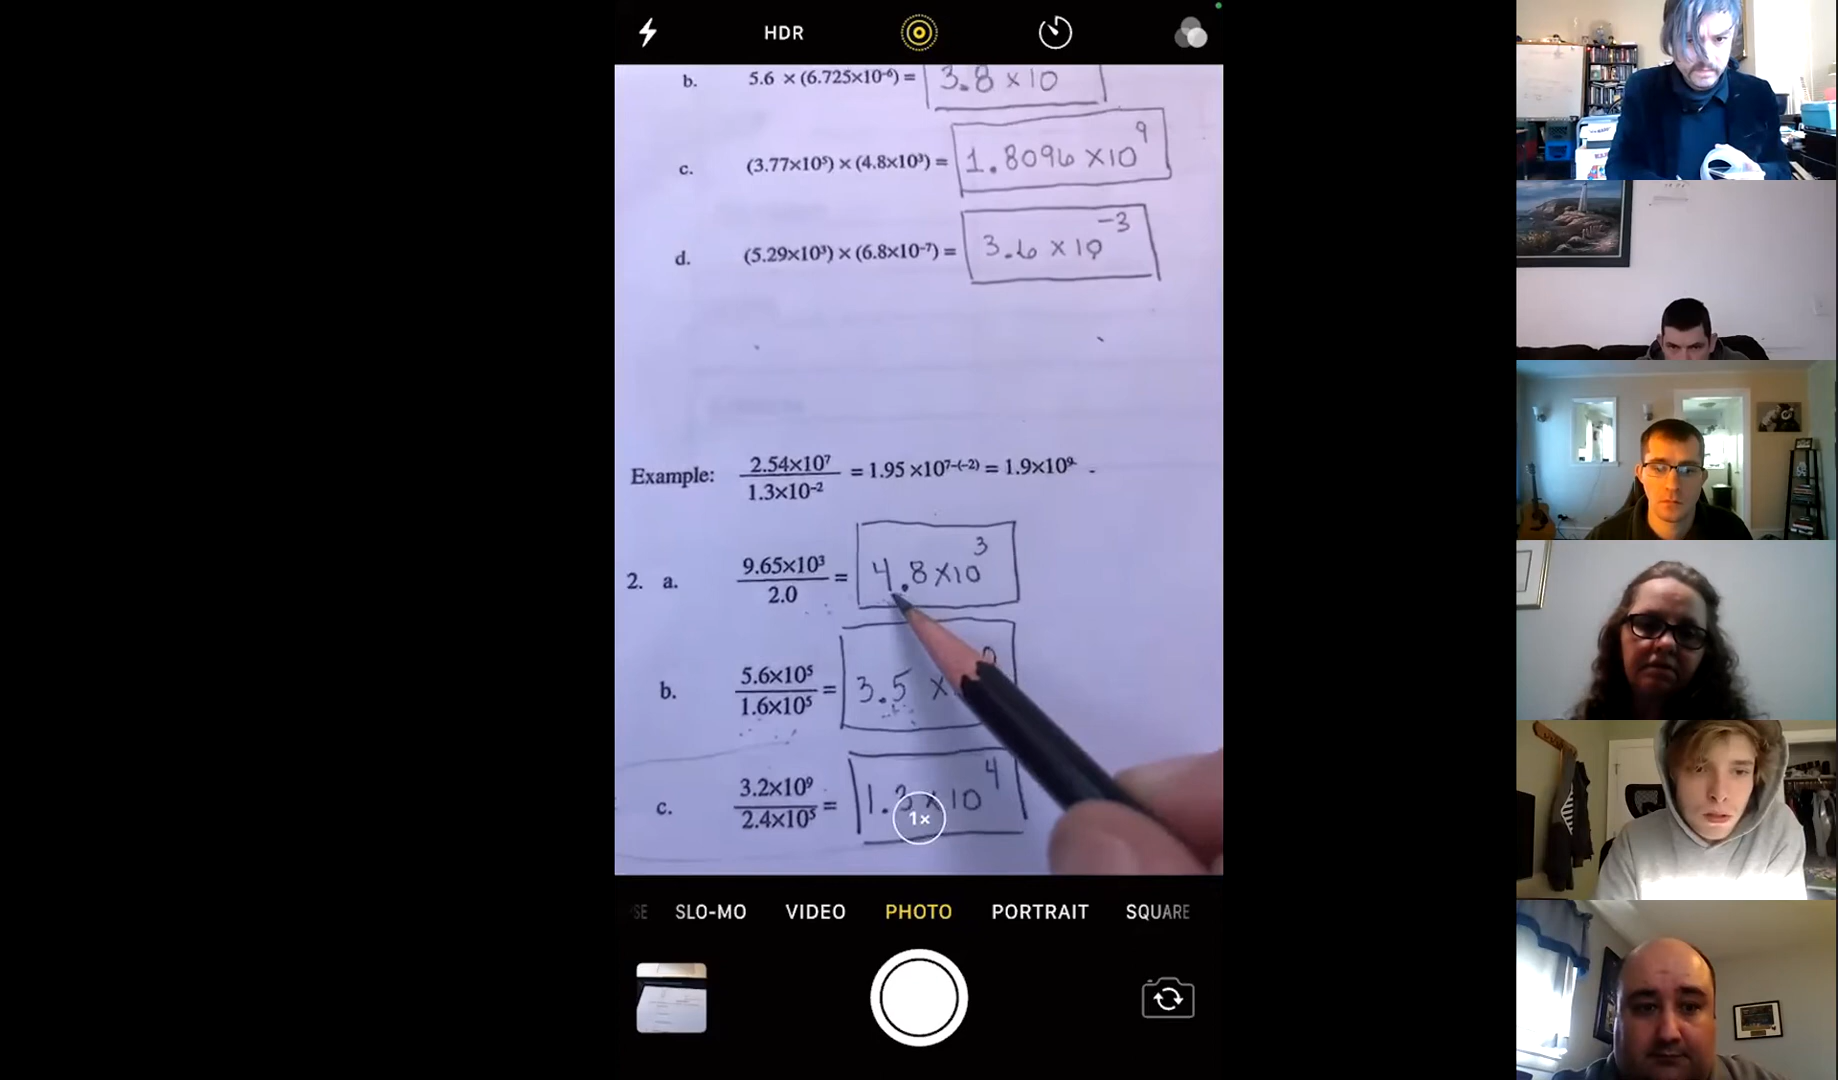 HDR
b. 5.6 × (6.725×10⁻⁶) = 3.8 ×10
c. (3.77×10⁵) × (4.8×10³) = 1.8096 ×10⁹
d. (5.29×10³) × (6.8×10⁻⁷) = 3.6 ×10⁻³
Example: 2.54×10⁷ / 1.3×10⁻² = 1.95 ×10⁷⁻⁽⁻²⁾ = 1.9×10⁹.
2. a. 9.65×10³ / 2.0 = 4.8×10³
b. 5.6×10⁵ / 1.6×10⁵ = 3.5 ×
c. 3.2×10⁹ / 2.4×10⁵ = 1.3×10⁴
1×
SE SLO-MO VIDEO PHOTO PORTRAIT SQUARE